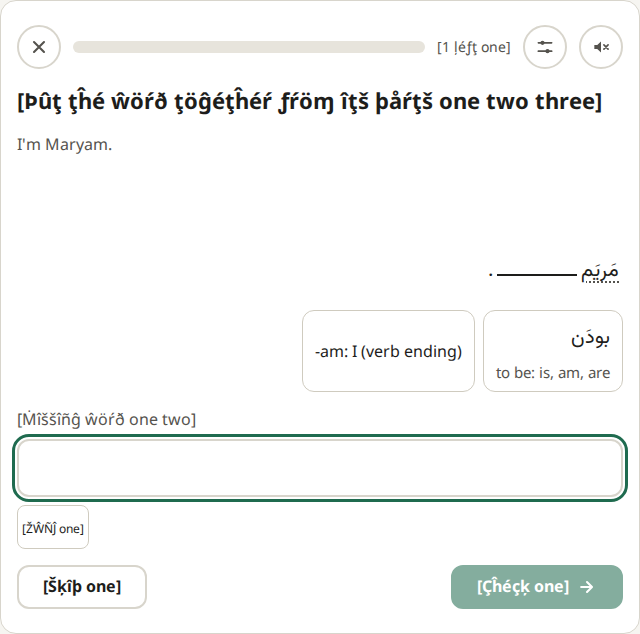 [1 ļéƒţ one]
[Þûţ ţĥé ŵöŕð ţöĝéţĥéŕ ƒŕöɱ îţš þåŕţš one two three]
I'm Maryam.
مَریَم ________ .
بودَن
to be: is, am, are
-am: I (verb ending)
[Ṁîššîñĝ ŵöŕð one two]
[ŽŴÑĴ one]
[Šķîþ one]
[Çĥéçķ one] →